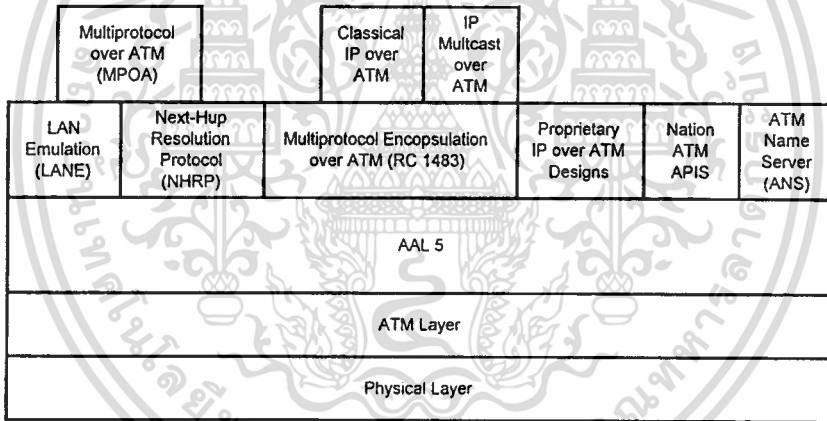 Multiprotocol
over ATM
(MPOA)
Classical
IP over
ATM
IP
Multcast
over
ATM
LAN
Emulation
(LANE)
Next-Hup
Resolution
Protocol
(NHRP)
Multiprotocol Encopsulation
over ATM (RC 1483)
Proprietary
IP over ATM
Designs
Nation
ATM
APIS
ATM
Name
Server
(ANS)
AAL 5
ATM Layer
Physical Layer